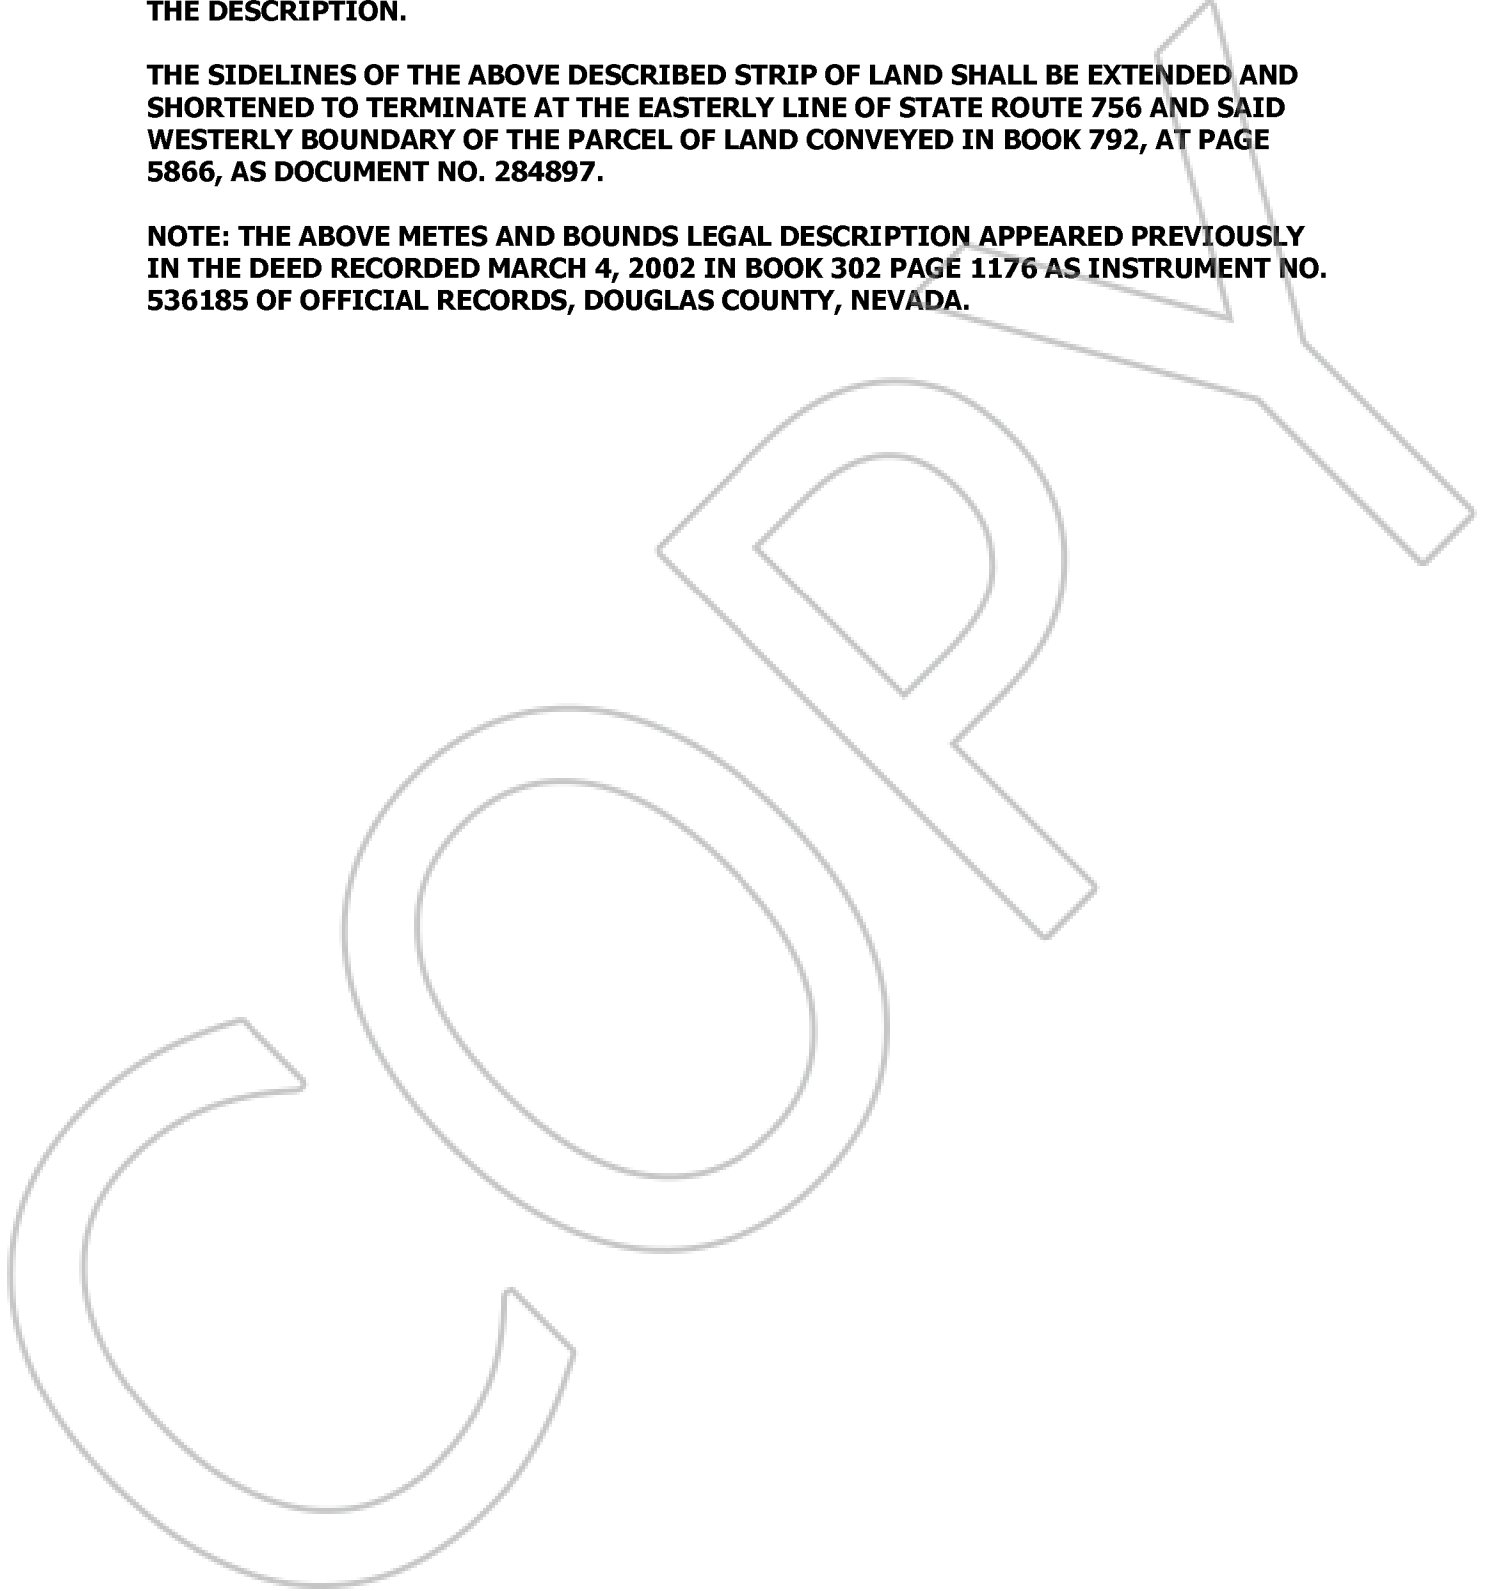 THE DESCRIPTION.
THE SIDELINES OF THE ABOVE DESCRIBED STRIP OF LAND SHALL BE EXTENDED AND
SHORTENED TO TERMINATE AT THE EASTERLY LINE OF STATE ROUTE 756 AND SAID
WESTERLY BOUNDARY OF THE PARCEL OF LAND CONVEYED IN BOOK 792, AT PAGE
5866, AS DOCUMENT NO. 284897.
NOTE: THE ABOVE METES AND BOUNDS LEGAL DESCRIPTION APPEARED PREVIOUSLY
IN THE DEED RECORDED MARCH 4, 2002 IN BOOK 302 PAGE 1176 AS INSTRUMENT NO.
536185 OF OFFICIAL RECORDS, DOUGLAS COUNTY, NEVADA.
COPY